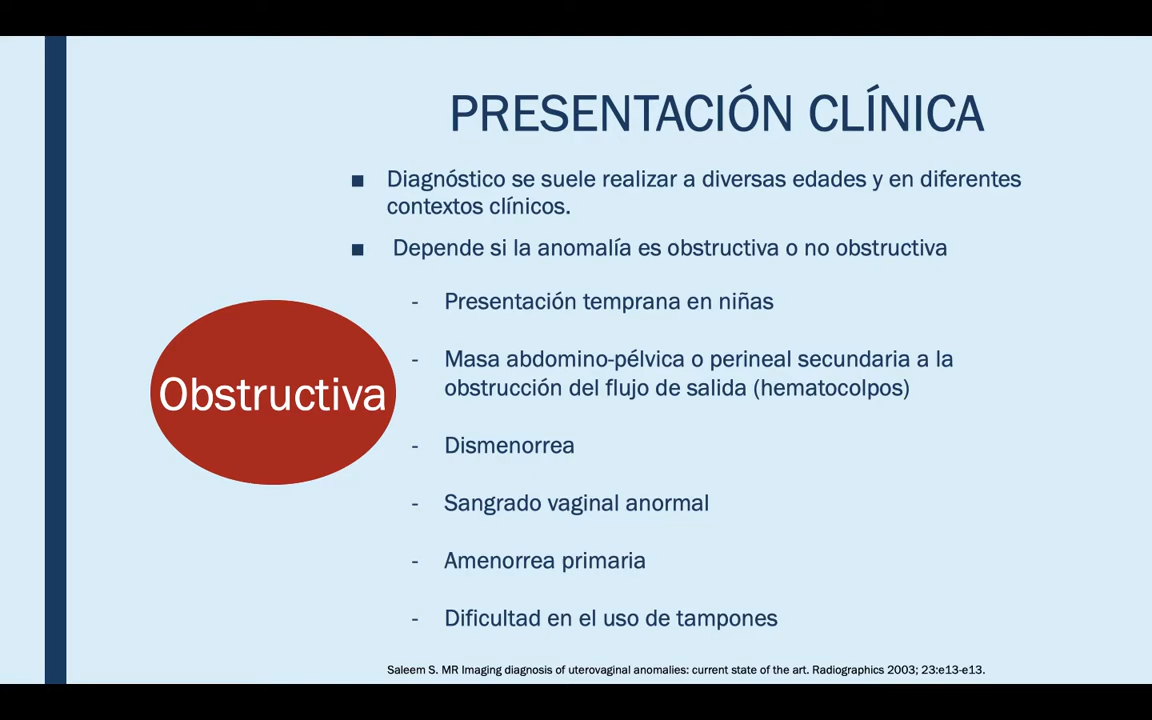 PRESENTACIÓN CLÍNICA
■ Diagnóstico se suele realizar a diversas edades y en diferentes
contextos clínicos.
■ Depende si la anomalía es obstructiva o no obstructiva
Obstructiva
- Presentación temprana en niñas
- Masa abdomino-pélvica o perineal secundaria a la
obstrucción del flujo de salida (hematocolpos)
- Dismenorrea
- Sangrado vaginal anormal
- Amenorrea primaria
- Dificultad en el uso de tampones
Saleem S. MR Imaging diagnosis of uterovaginal anomalies: current state of the art. Radiographics 2003; 23:e13-e13.